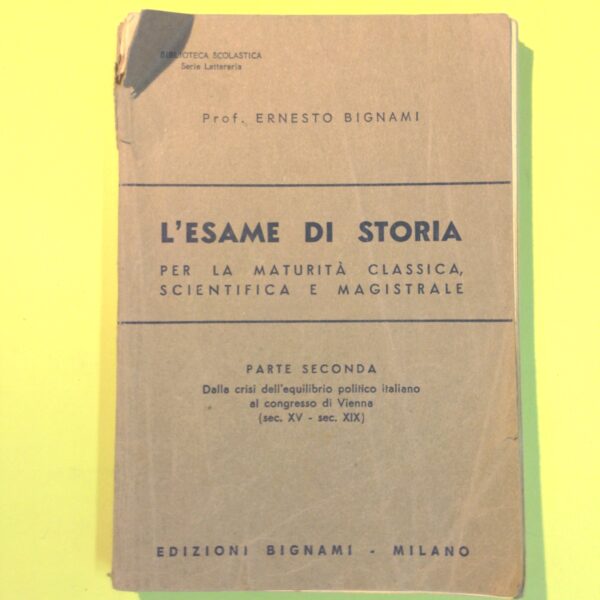 BIBLIOTECA SCOLASTICA
Serie Letteraria
Prof. ERNESTO BIGNAMI
L'ESAME DI STORIA
PER LA MATURITÀ CLASSICA,
SCIENTIFICA E MAGISTRALE
PARTE SECONDA
Dalla crisi dell'equilibrio politico italiano
al congresso di Vienna
(sec. XV - sec. XIX)
EDIZIONI BIGNAMI - MILANO